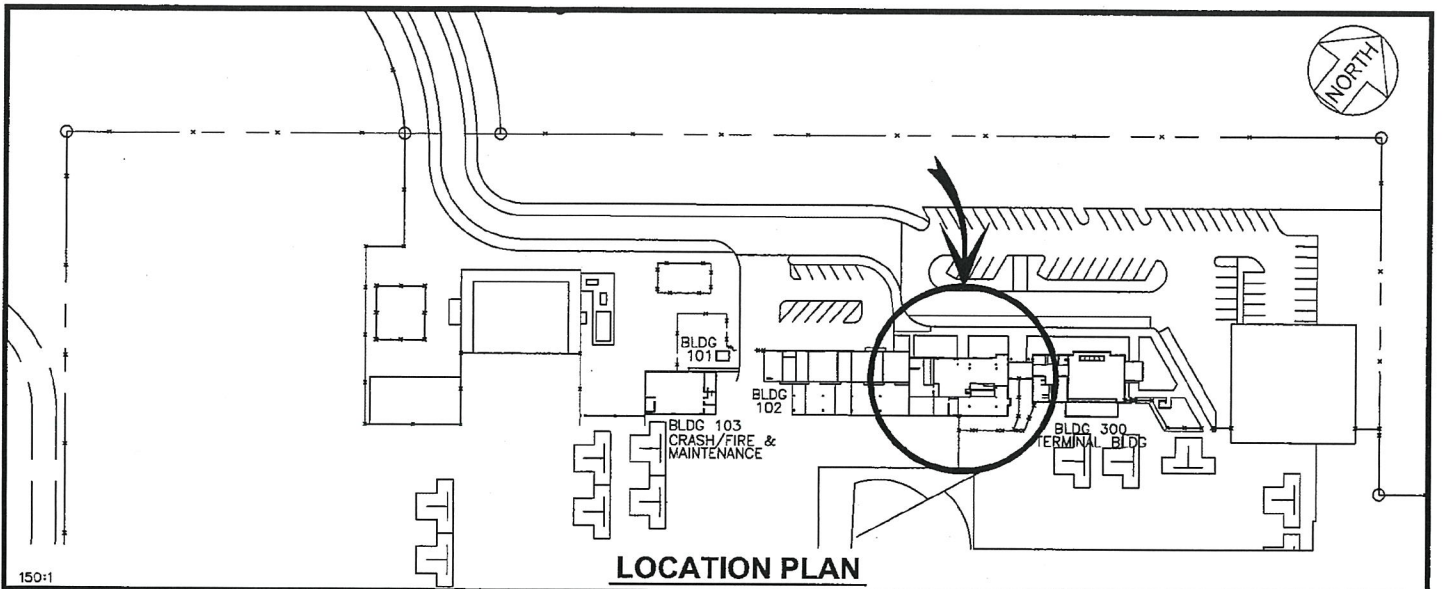 NORTH
BLDG
101
BLDG
102
BLDG 103
CRASH/FIRE &
MAINTENANCE
BLDG 300
TERMINAL BLDG
LOCATION PLAN
150:1